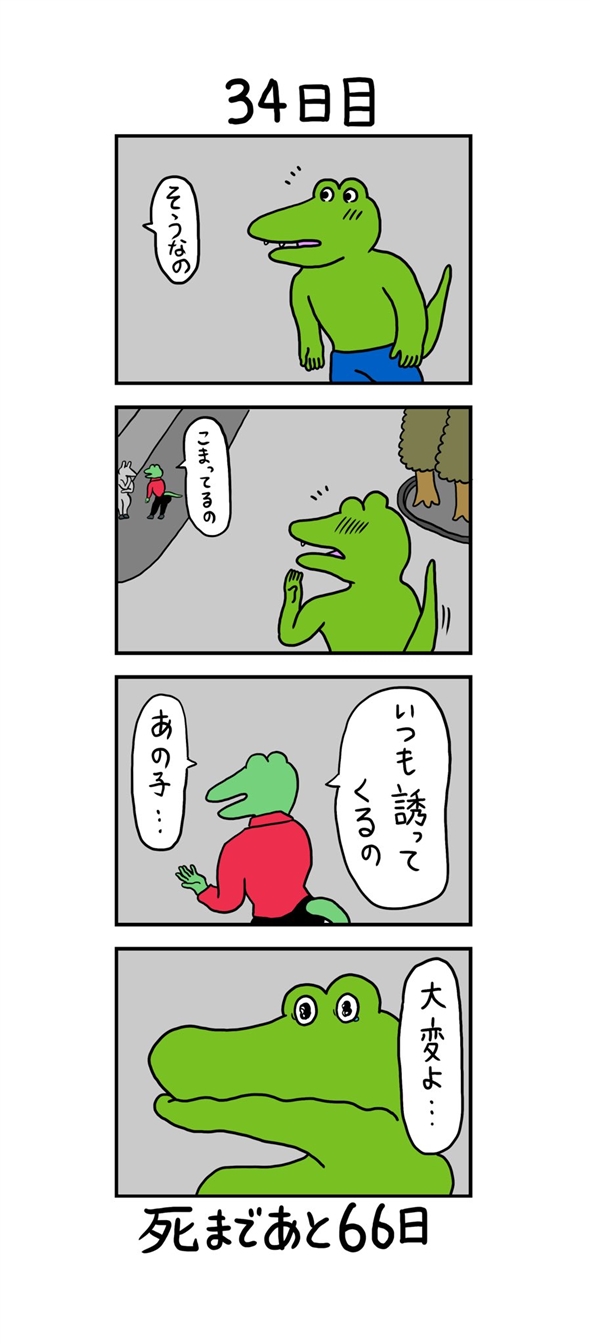 34日目
そうなの
こまってるの
いつも誘って
くるの
あの子…
大変よ…
死まであと66日